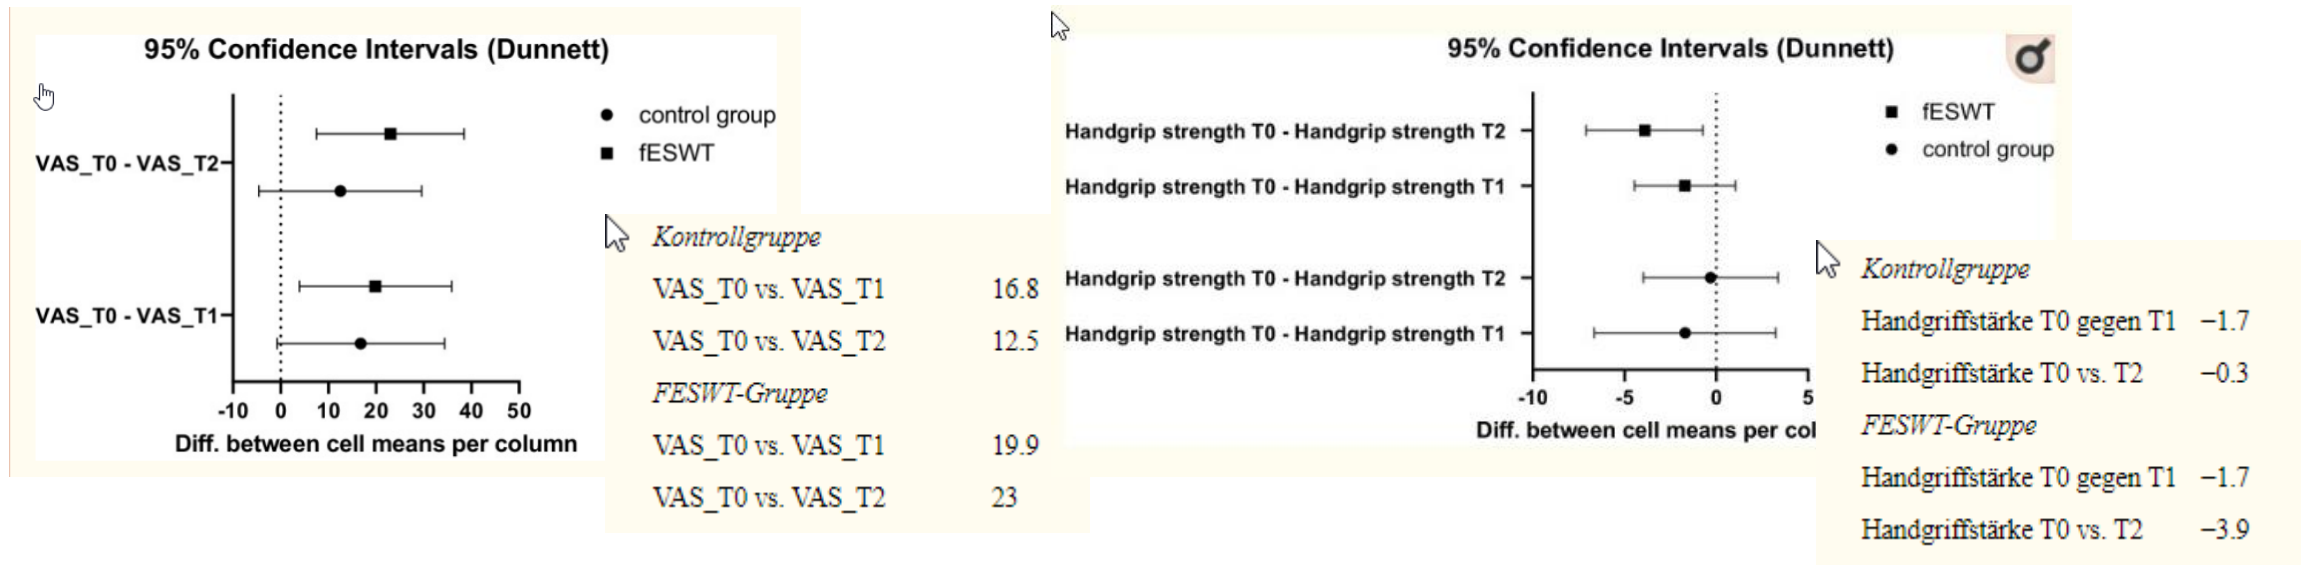 95% Confidence Intervals (Dunnett)
control group
fESWT
VAS_T0 - VAS_T2
VAS_T0 - VAS_T1
-10 0 10 20 30 40 50
Diff. between cell means per column
Kontrollgruppe
VAS_T0 vs. VAS_T1 16.8
VAS_T0 vs. VAS_T2 12.5
FESWT-Gruppe
VAS_T0 vs. VAS_T1 19.9
VAS_T0 vs. VAS_T2 23
95% Confidence Intervals (Dunnett)
fESWT
control group
Handgrip strength T0 - Handgrip strength T2
Handgrip strength T0 - Handgrip strength T1
Handgrip strength T0 - Handgrip strength T2
Handgrip strength T0 - Handgrip strength T1
-10 -5 0 5
Diff. between cell means per col
Kontrollgruppe
Handgriffstärke T0 gegen T1 −1.7
Handgriffstärke T0 vs. T2 −0.3
FESWT-Gruppe
Handgriffstärke T0 gegen T1 −1.7
Handgriffstärke T0 vs. T2 −3.9